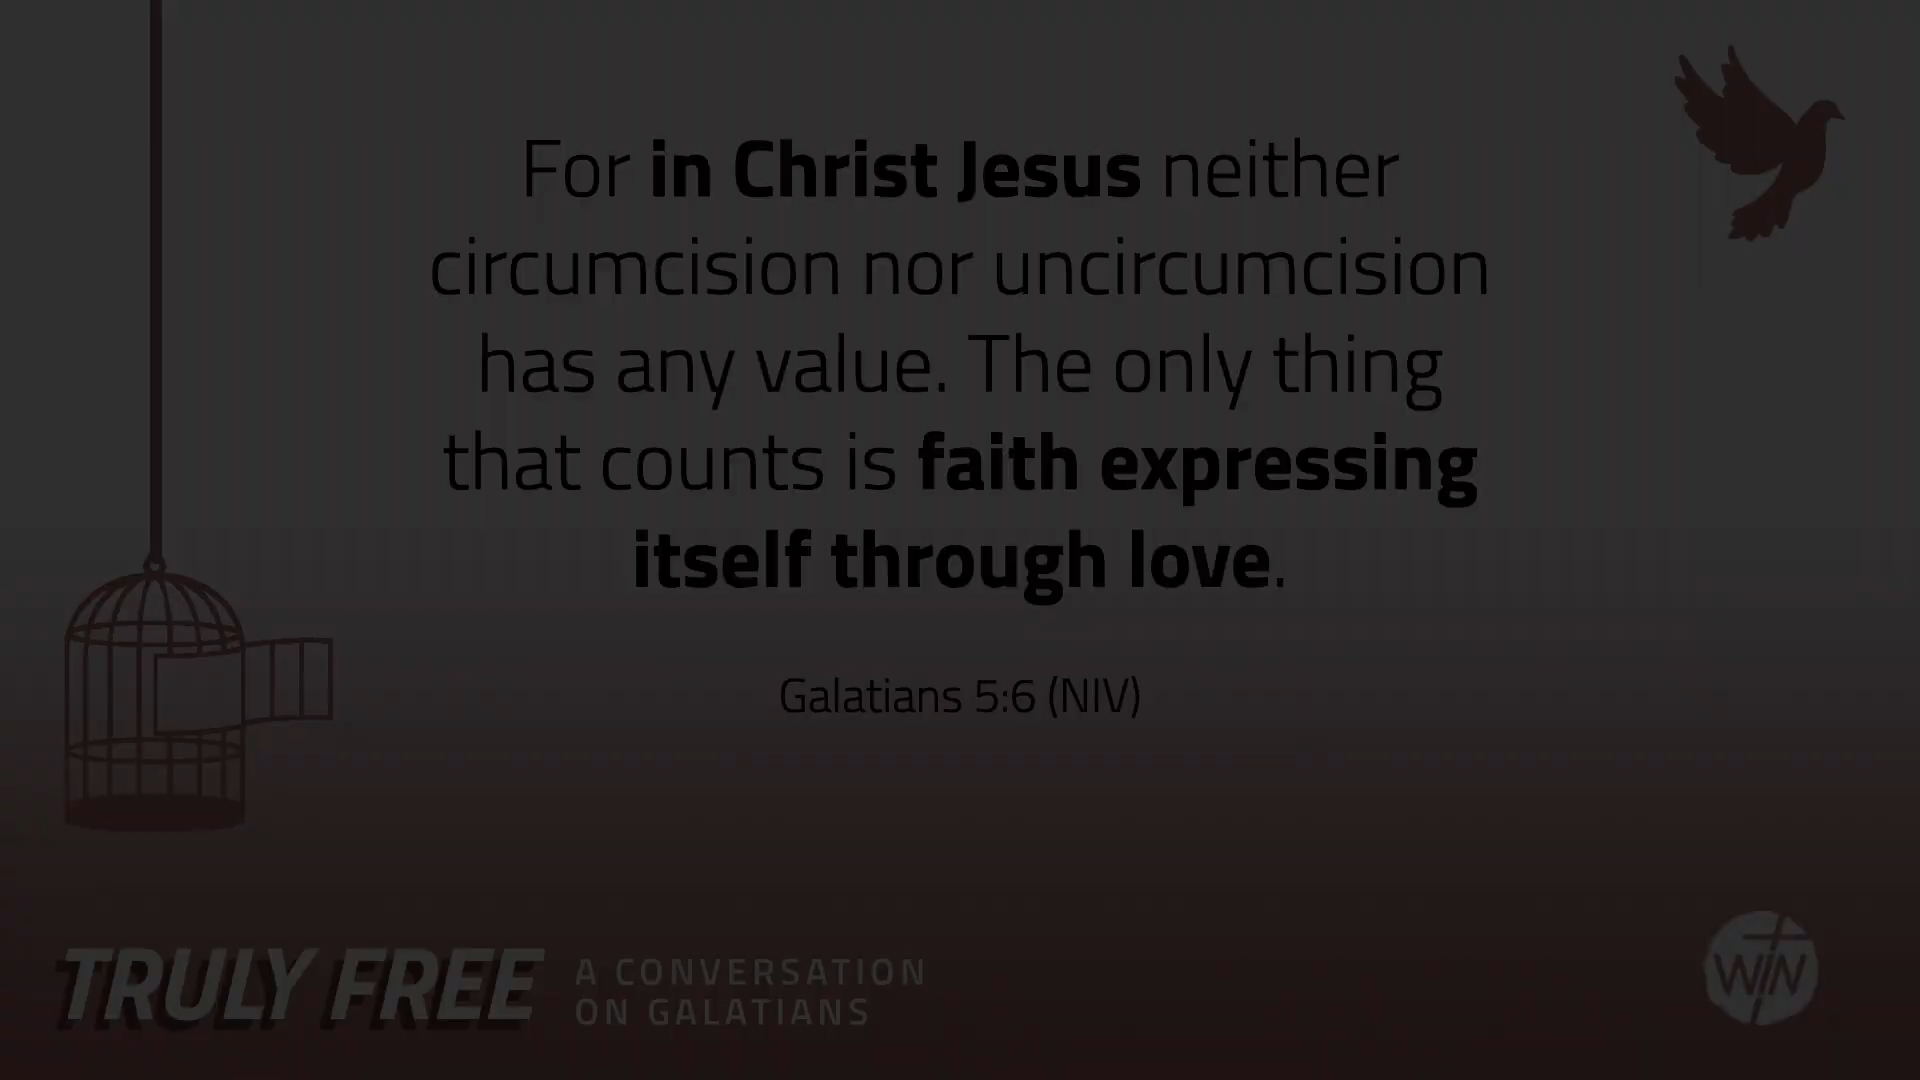 For in Christ Jesus neither
circumcision nor uncircumcision
has any value. The only thing
that counts is faith expressing
itself through love.
Galatians 5:6 (NIV)
TRULY FREE
A CONVERSATION
ON GALATIANS
WIN